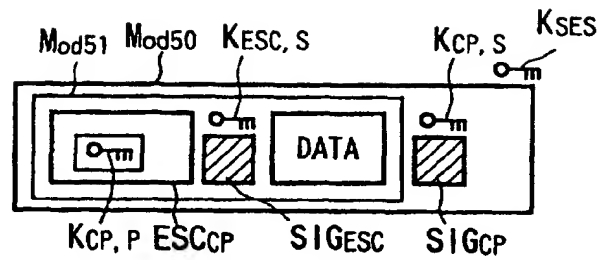 Mod51 Mod50 KESC, S KCP, S KSES
DATA
KCP, P ESCCP SIGESC SIGCP